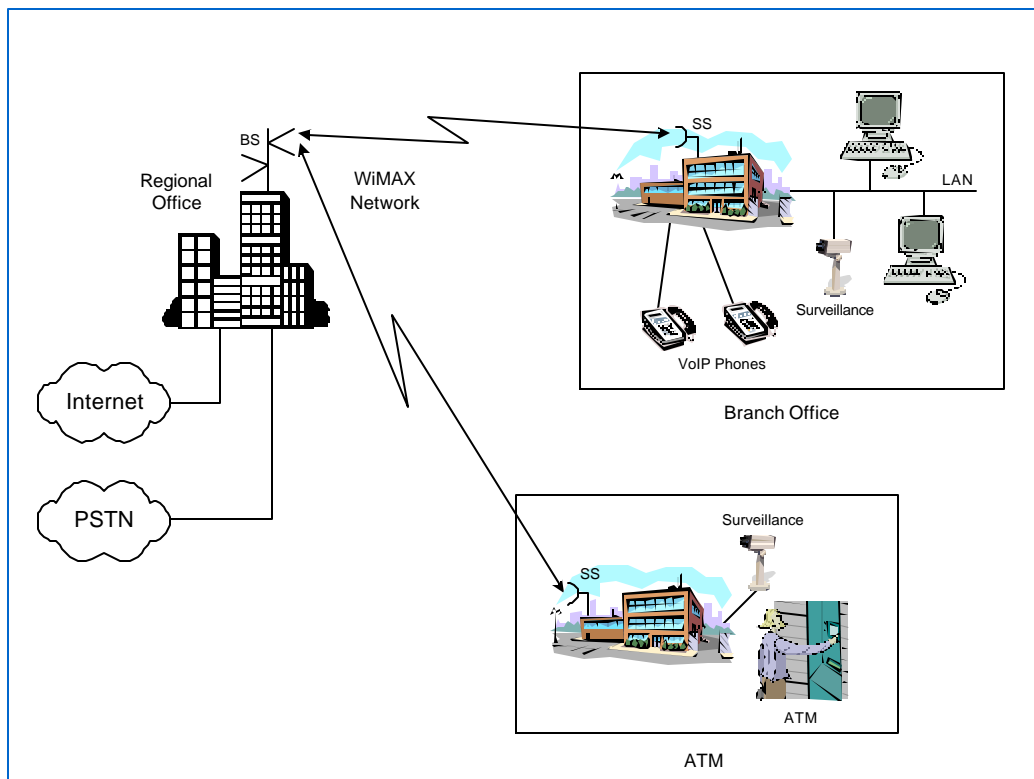 BS
SS
Regional
Office
WiMAX
Network
LAN
Surveillance
VoIP Phones
Internet
Branch Office
PSTN
Surveillance
SS
ATM
ATM